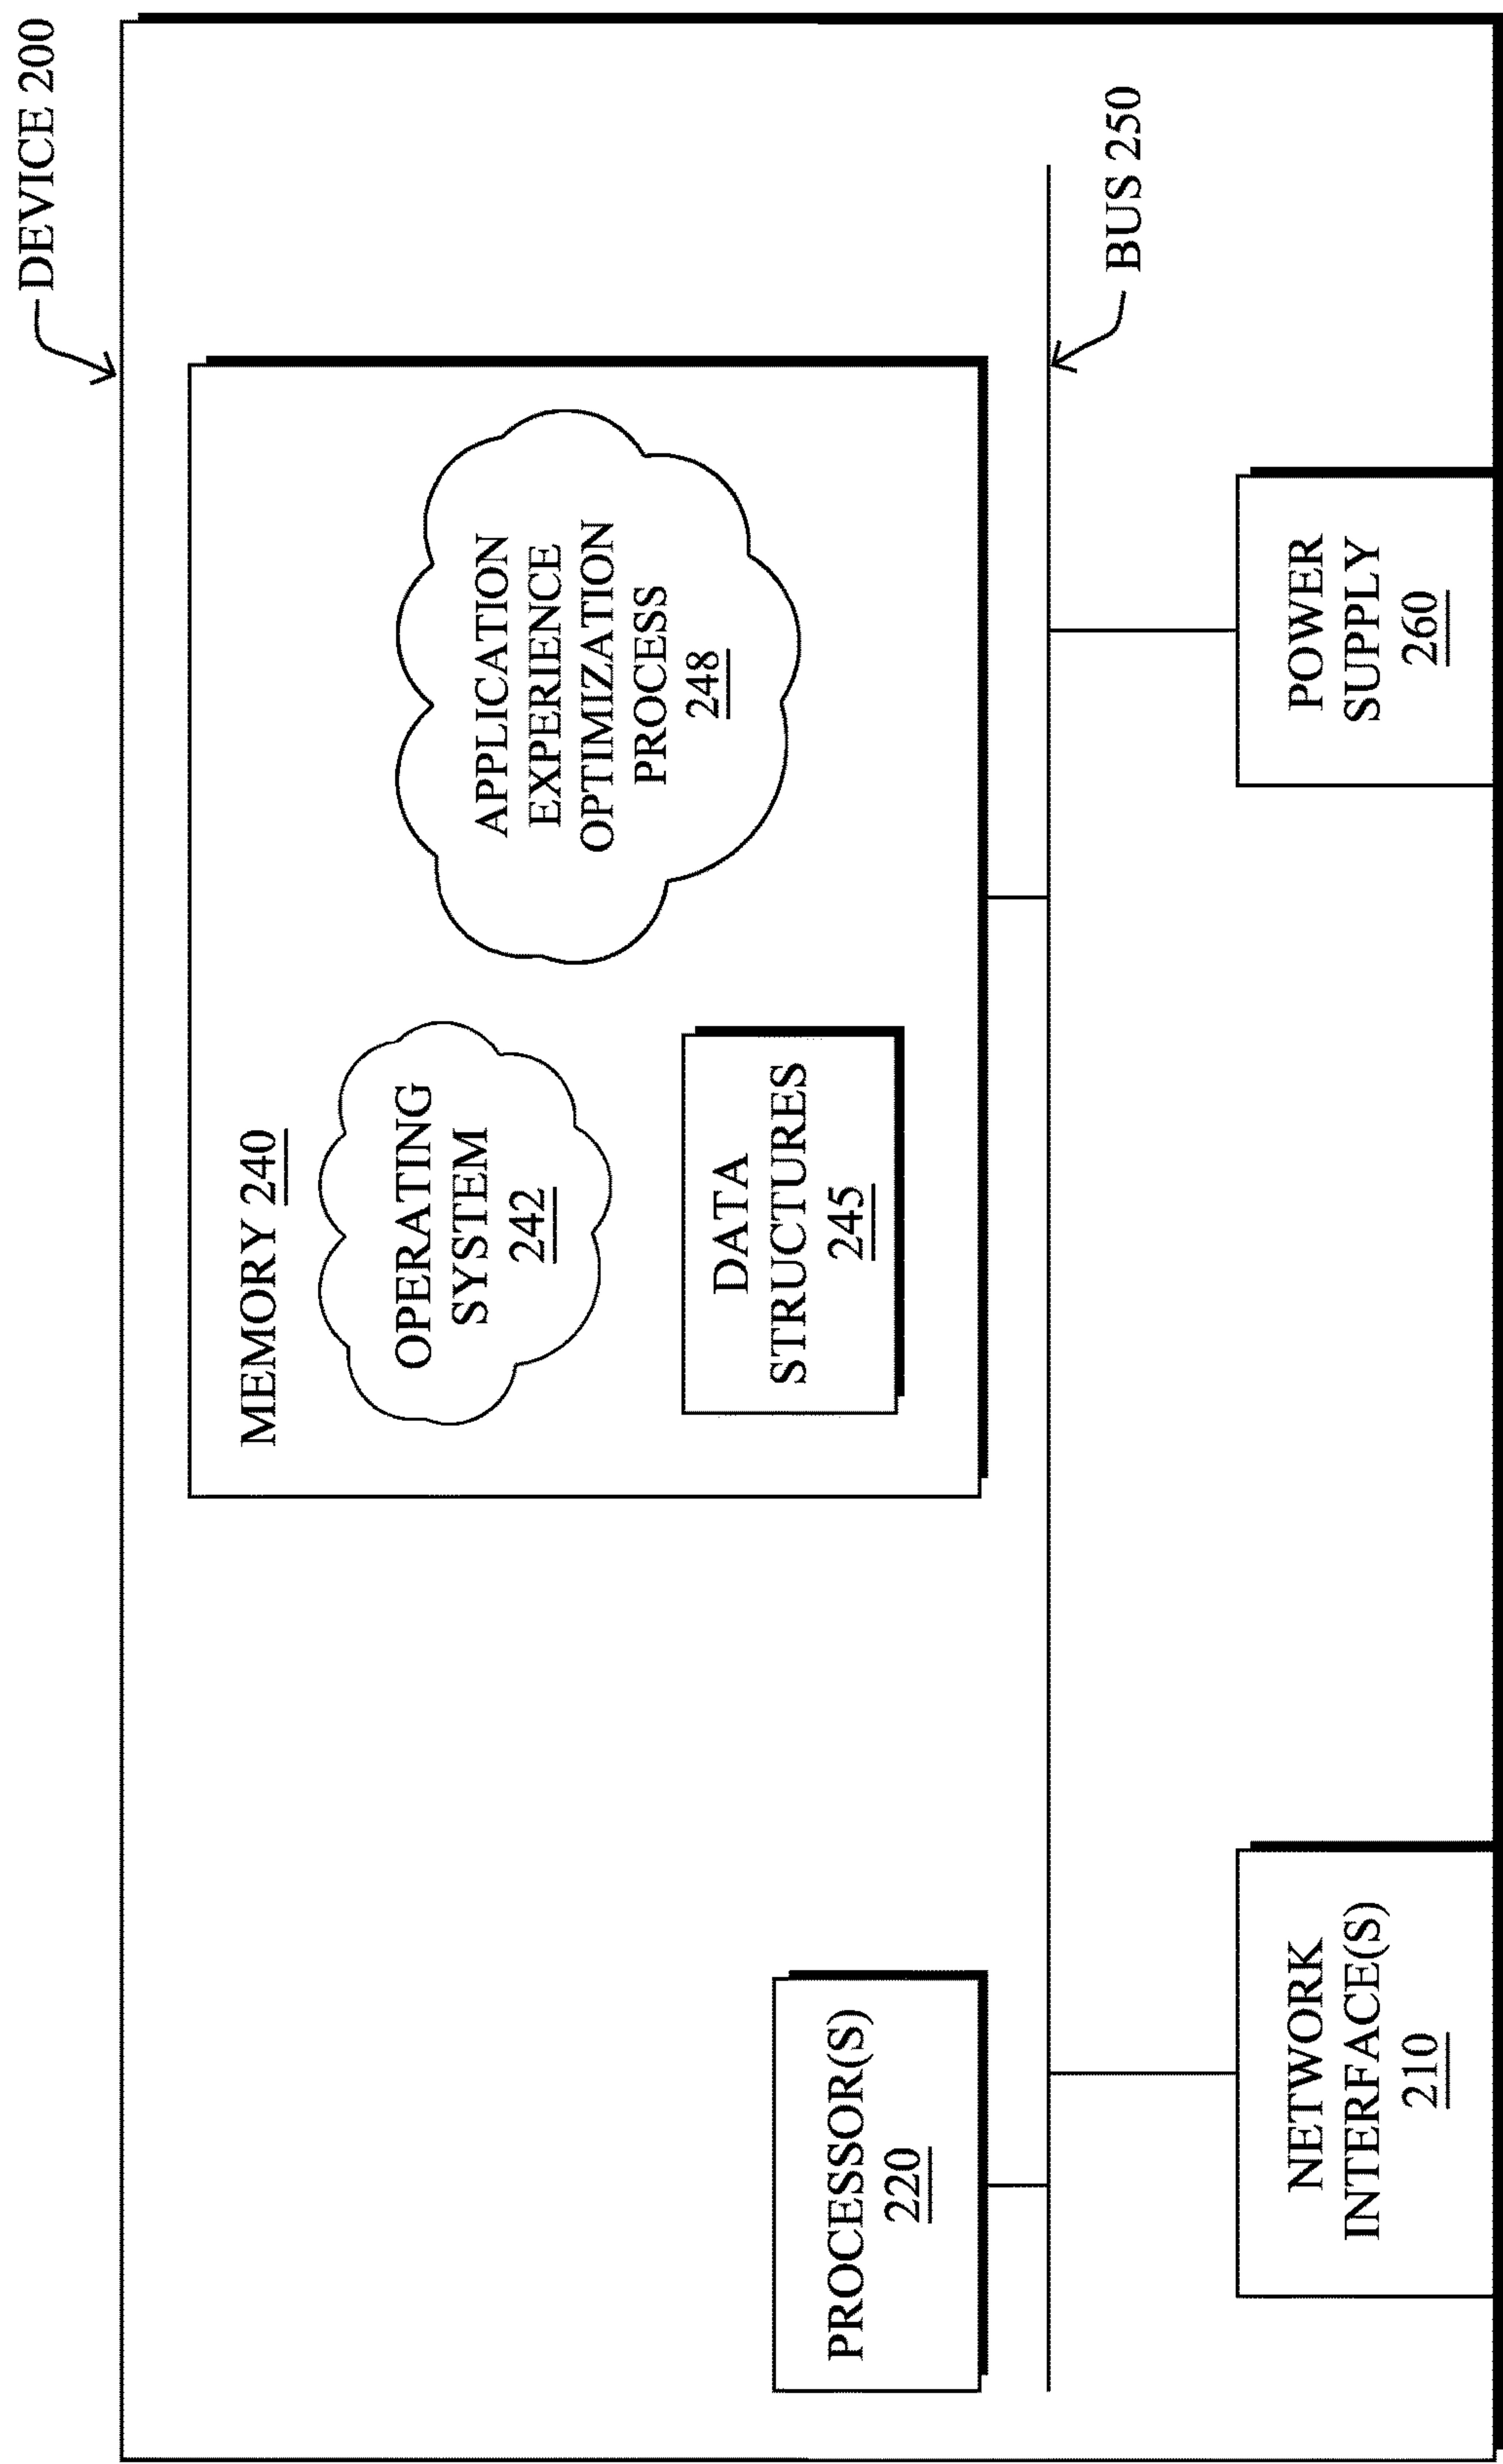 DEVICE 200
MEMORY 240
OPERATING
SYSTEM
242
DATA
STRUCTURES
245
APPLICATION
EXPERIENCE
OPTIMIZATION
PROCESS
248
PROCESSOR(S)
220
BUS 250
NETWORK
INTERFACE(S)
210
POWER
SUPPLY
260